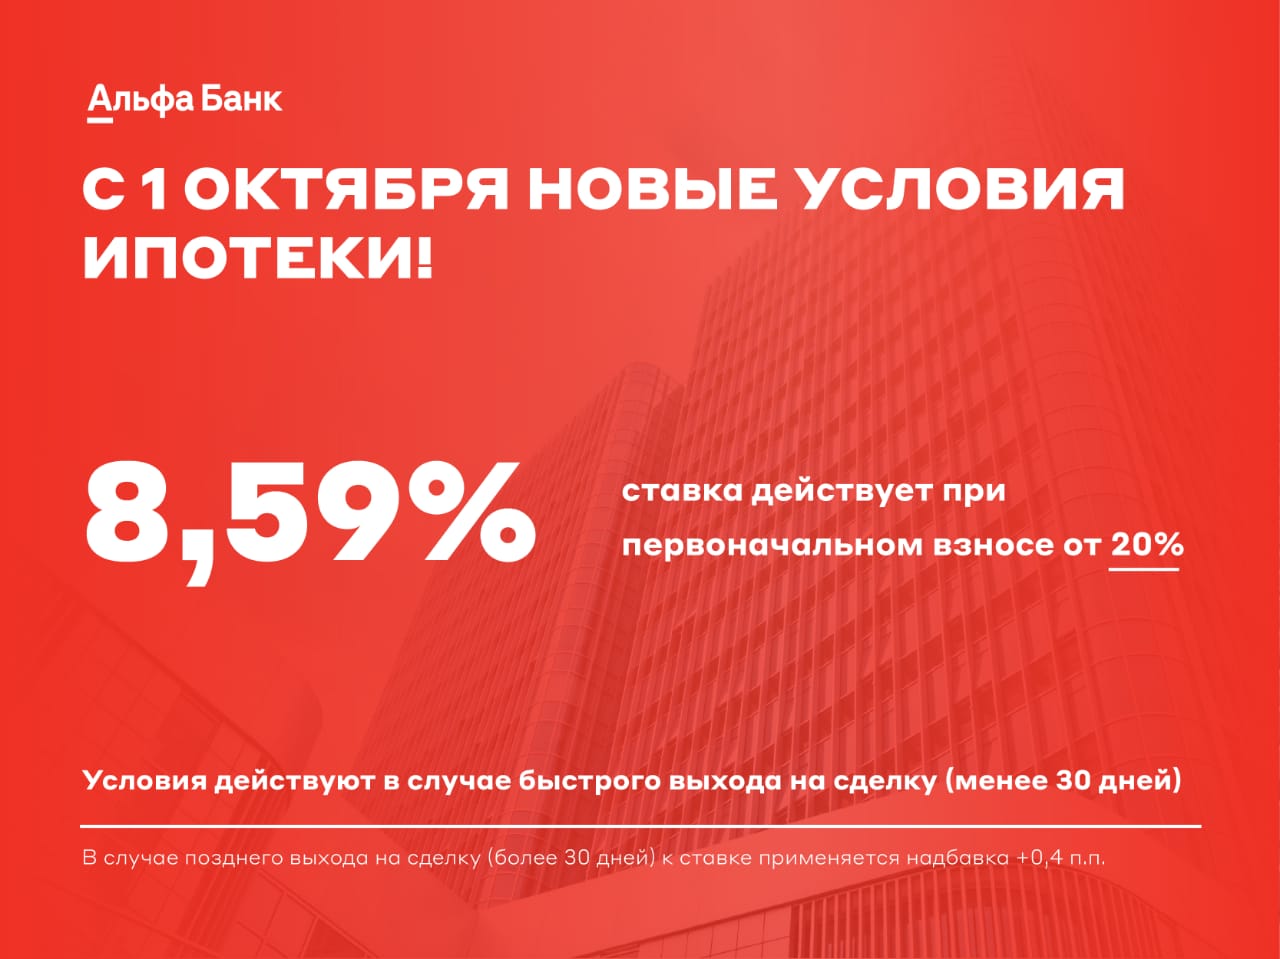 Альфа Банк
С 1 ОКТЯБРЯ НОВЫЕ УСЛОВИЯ
ИПОТЕКИ!
8,59%
ставка действует при
первоначальном взносе от 20%
Условия действуют в случае быстрого выхода на сделку (менее 30 дней)
В случае позднего выхода на сделку (более 30 дней) к ставке применяется надбавка +0,4 п.п.